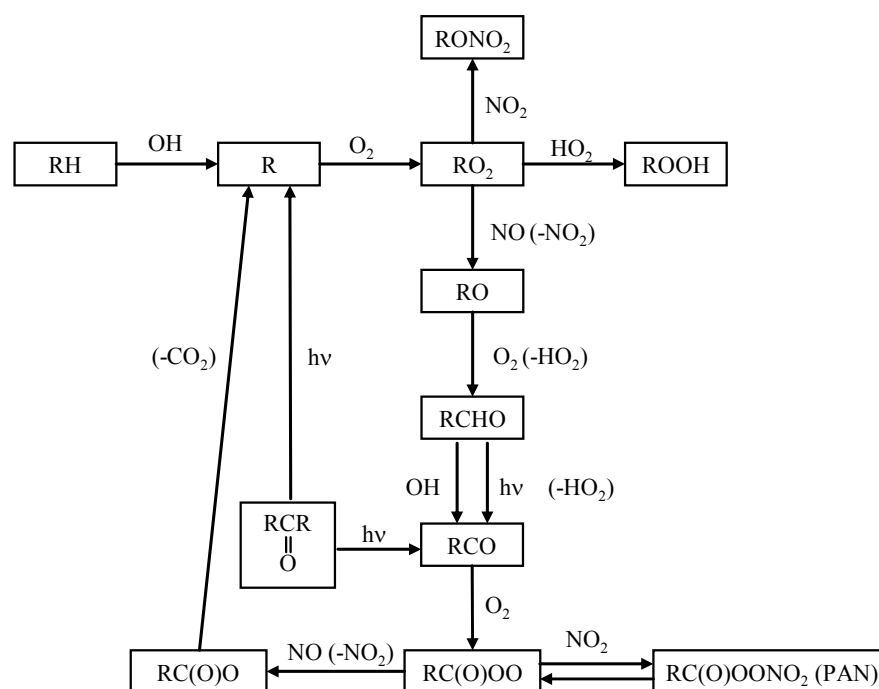 RONO₂
NO₂
RH
OH
R
O₂
RO₂
HO₂
ROOH
NO (-NO₂)
RO
(-CO₂)
hν
O₂ (-HO₂)
RCHO
OH
hν
(-HO₂)
RCR
O
hν
RCO
O₂
RC(O)O
NO (-NO₂)
RC(O)OO
NO₂
RC(O)OONO₂ (PAN)